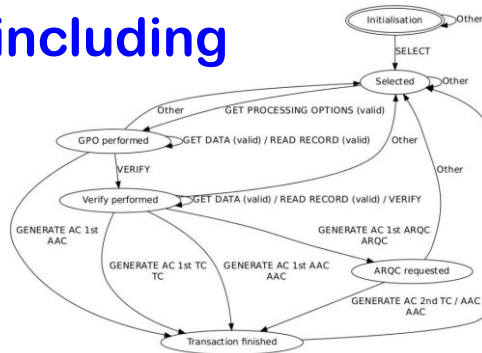 including
Initialisation
Other
SELECT
Selected
Other
Other
GET PROCESSING OPTIONS (valid)
GPO performed
GET DATA (valid) / READ RECORD (valid)
Other
VERIFY
Other
Verify performed
GET DATA (valid) / READ RECORD (valid) / VERIFY
GENERATE AC 1st
AAC
GENERATE AC 1st TC
TC
GENERATE AC 1st AAC
AAC
GENERATE AC 1st ARQC
ARQC
ARQC requested
GENERATE AC 2nd TC / AAC
AAC
Transaction finished